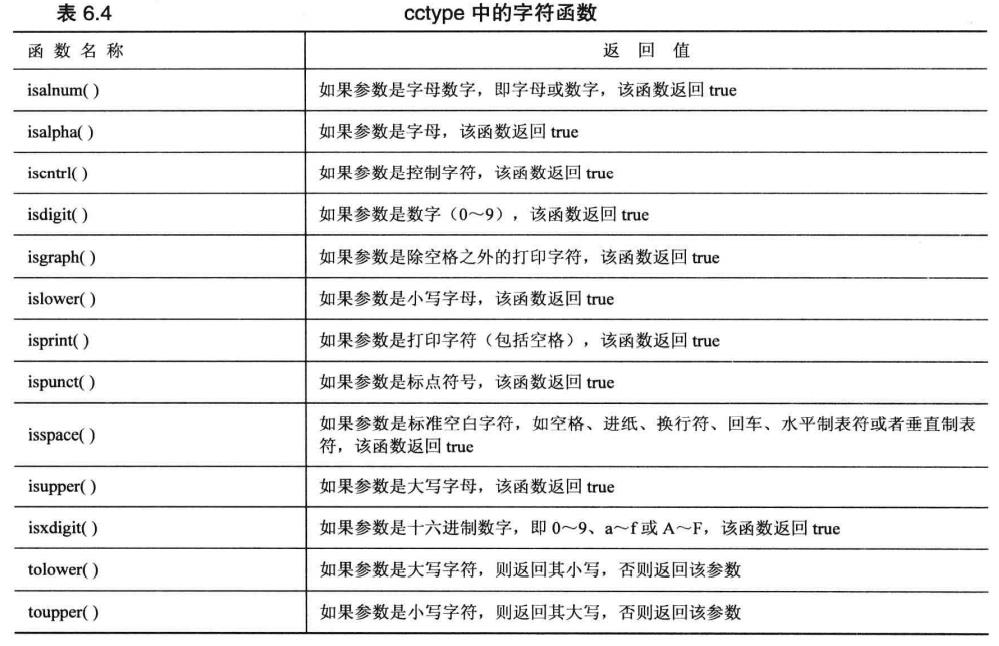 表 6.4 cctype 中的字符函数
函 数 名 称 返 回 值
isalnum( ) 如果参数是字母数字，即字母或数字，该函数返回 true
isalpha( ) 如果参数是字母，该函数返回 true
iscntrl( ) 如果参数是控制字符，该函数返回 true
isdigit( ) 如果参数是数字（0～9），该函数返回 true
isgraph( ) 如果参数是除空格之外的打印字符，该函数返回 true
islower( ) 如果参数是小写字母，该函数返回 true
isprint( ) 如果参数是打印字符（包括空格），该函数返回 true
ispunct( ) 如果参数是标点符号，该函数返回 true
isspace( ) 如果参数是标准空白字符，如空格、进纸、换行符、回车、水平制表符或者垂直制表
符，该函数返回 true
isupper( ) 如果参数是大写字母，该函数返回 true
isxdigit( ) 如果参数是十六进制数字，即 0～9、a～f 或 A～F，该函数返回 true
tolower( ) 如果参数是大写字符，则返回其小写，否则返回该参数
toupper( ) 如果参数是小写字符，则返回其大写，否则返回该参数